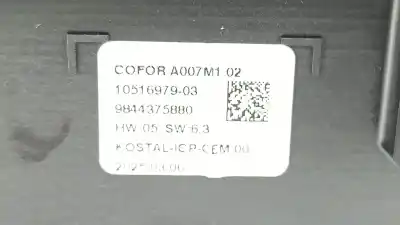 COFOR A007M1 02
10516979-03
9844375880
HW 05 SW 6.3
KOSTAL-ICP-CEM 00